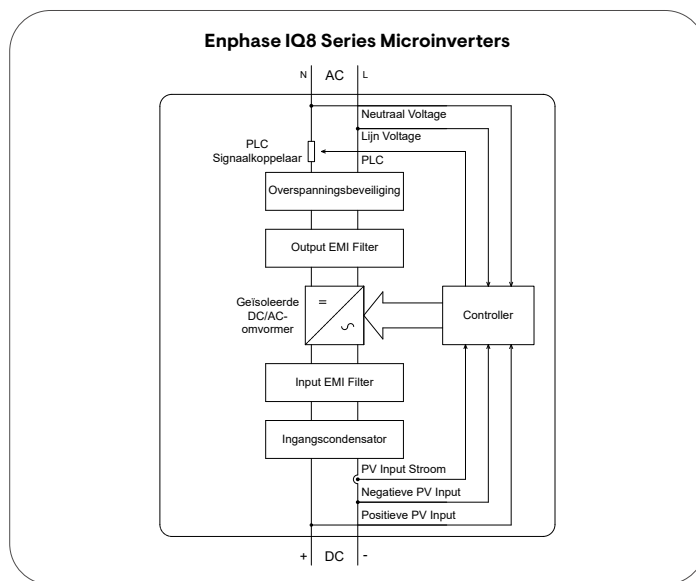 Enphase IQ8 Series Microinverters
N AC L
Neutraal Voltage
Lijn Voltage
PLC
Signaalkoppelaar
PLC
Overspanningsbeveiliging
Output EMI Filter
Geïsoleerde
DC/AC-
omvormer
=
Controller
Input EMI Filter
Ingangscondensator
PV Input Stroom
Negatieve PV Input
Positieve PV Input
+ DC -